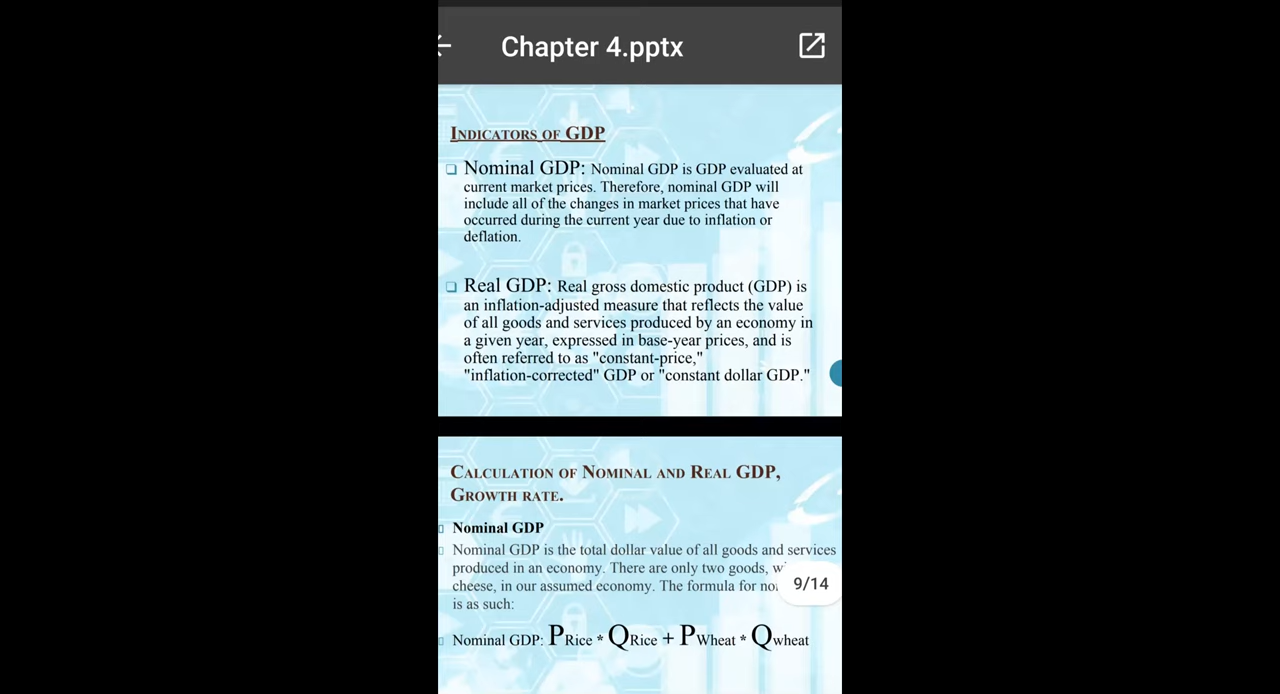 Chapter 4.pptx
INDICATORS OF GDP
Nominal GDP: Nominal GDP is GDP evaluated at
current market prices. Therefore, nominal GDP will
include all of the changes in market prices that have
occurred during the current year due to inflation or
deflation.
Real GDP: Real gross domestic product (GDP) is
an inflation-adjusted measure that reflects the value
of all goods and services produced by an economy in
a given year, expressed in base-year prices, and is
often referred to as "constant-price,"
"inflation-corrected" GDP or "constant dollar GDP."
CALCULATION OF NOMINAL AND REAL GDP,
GROWTH RATE.
Nominal GDP
Nominal GDP is the total dollar value of all goods and services
produced in an economy. There are only two goods,
cheese, in our assumed economy. The formula for
is as such:
9/14
Nominal GDP: PRice * QRice + PWheat * Qwheat